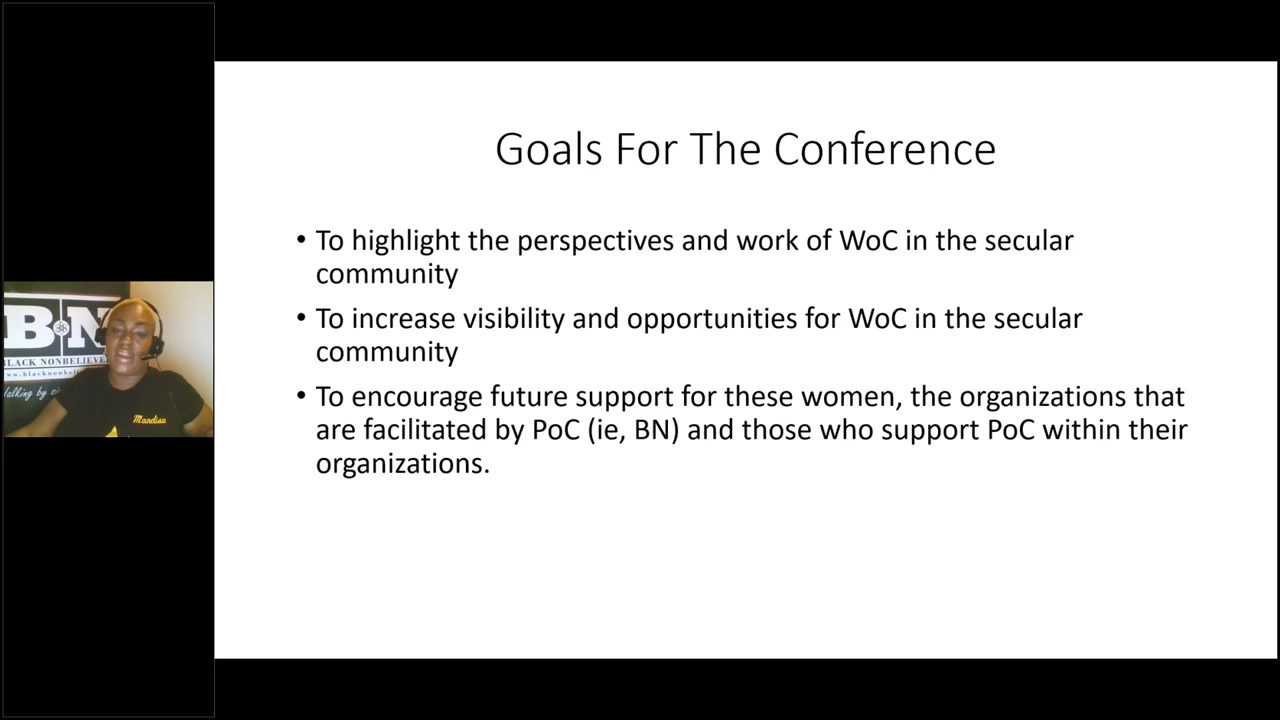 Goals For The Conference
• To highlight the perspectives and work of WoC in the secular
community
• To increase visibility and opportunities for WoC in the secular
community
• To encourage future support for these women, the organizations that
are facilitated by PoC (ie, BN) and those who support PoC within their
organizations.
B N
BLACK
by
Mandisa